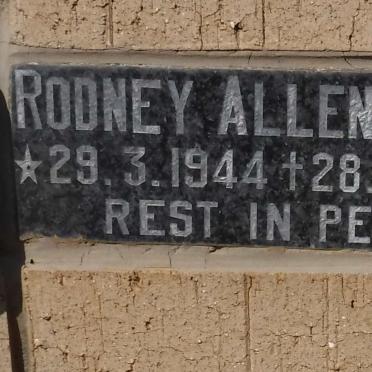 RODNEY ALLEN
★29.3.1944 †28.
REST IN PE